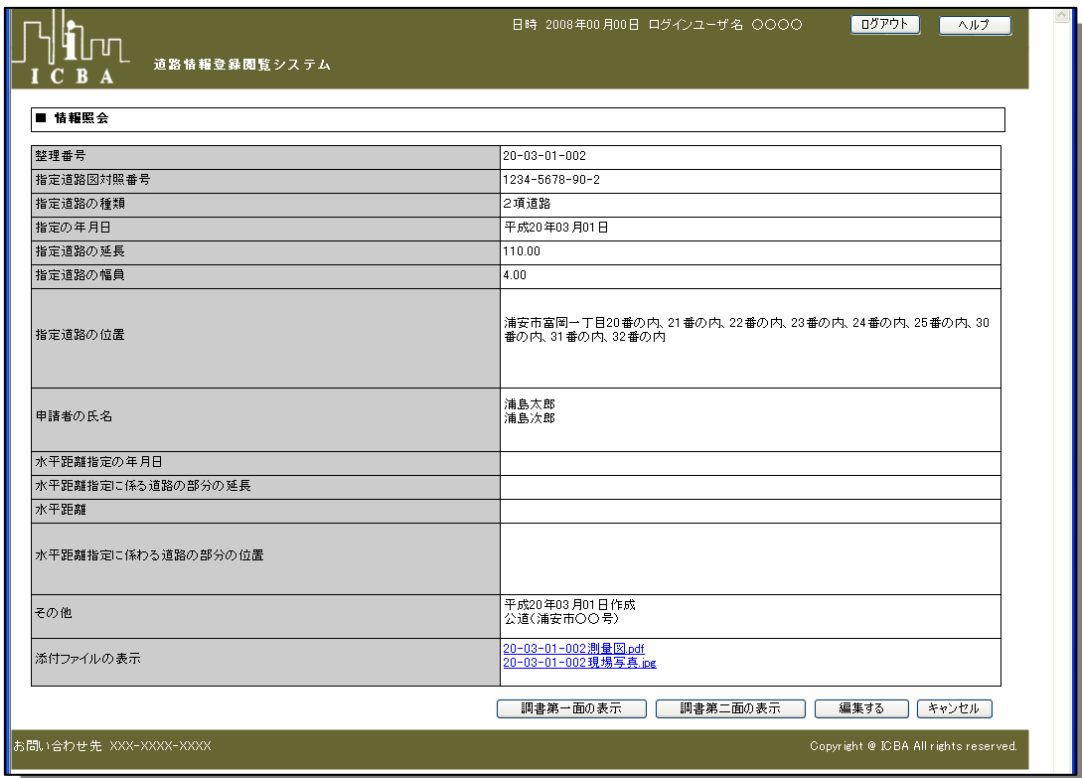 日時 2008年00月00日 ログインユーザ名 〇〇〇〇
ログアウト
ヘルプ
ICBA
道路情報登録閲覧システム
■ 情報照会
整理番号 20-03-01-002
指定道路図対照番号 1234-5678-90-2
指定道路の種類 2項道路
指定の年月日 平成20年03月01日
指定道路の延長 110.00
指定道路の幅員 4.00
指定道路の位置
浦安市富岡一丁目20番の内、21番の内、22番の内、23番の内、24番の内、25番の内、30
番の内、31番の内、32番の内
申請者の氏名
浦島太郎
浦島次郎
水平距離指定の年月日
水平距離指定に係る道路の部分の延長
水平距離
水平距離指定に係わる道路の部分の位置
その他
平成20年03月01日作成
公道(浦安市〇〇号)
添付ファイルの表示
20-03-01-002測量図.pdf
20-03-01-002現場写真.jpg
調書第一面の表示
調書第二面の表示
編集する
キャンセル
お問い合わせ先 XXX-XXXX-XXXX
Copyright @ ICBA All rights reserved.